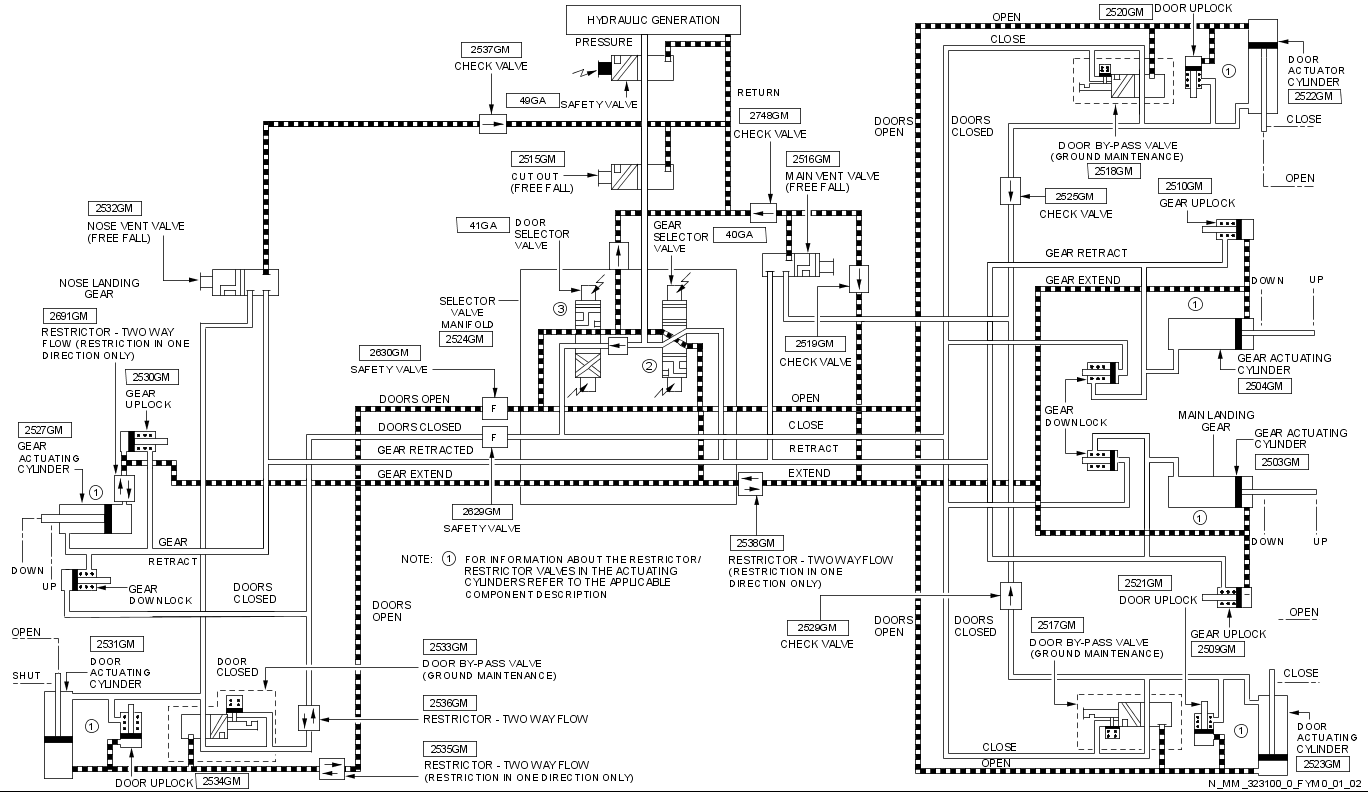 HYDRAULIC GENERATION
PRESSURE
2537GM
CHECK VALVE
49GA
SAFETY VALVE
RETURN
2748GM
CHECK VALVE
2515GM
CUT OUT
(FREE FALL)
2516GM
MAIN VENT VALVE
(FREE FALL)
2532GM
NOSE VENT VALVE
(FREE FALL)
41GA
DOOR
SELECTOR
VALVE
GEAR
SELECTOR
VALVE
40GA
NOSE LANDING
GEAR
2691GM
RESTRICTOR - TWO WAY
FLOW (RESTRICTION IN ONE
DIRECTION ONLY)
SELECTOR
VALVE
MANIFOLD
2524GM
3
2
2519GM
CHECK VALVE
2630GM
SAFETY VALVE
2530GM
GEAR
UPLOCK
2527GM
GEAR
ACTUATING
CYLINDER
1
DOORS OPEN
F
OPEN
DOORS CLOSED
F
CLOSE
GEAR RETRACTED
RETRACT
GEAR EXTEND
EXTEND
2629GM
SAFETY VALVE
2538GM
RESTRICTOR - TWO WAY FLOW
(RESTRICTION IN ONE
DIRECTION ONLY)
NOTE: 1 FOR INFORMATION ABOUT THE RESTRICTOR/
RESTRICTOR VALVES IN THE ACTUATING
CYLINDERS REFER TO THE APPLICABLE
COMPONENT DESCRIPTION
GEAR
RETRACT
DOWN
UP
GEAR
DOWNLOCK
DOORS
CLOSED
DOORS
OPEN
OPEN
SHUT
2531GM
DOOR
ACTUATING
CYLINDER
DOOR
CLOSED
1
DOOR UPLOCK
2534GM
2533GM
DOOR BY-PASS VALVE
(GROUND MAINTENANCE)
2536GM
RESTRICTOR - TWO WAY FLOW
2535GM
RESTRICTOR - TWO WAY FLOW
(RESTRICTION IN ONE DIRECTION ONLY)
OPEN
CLOSE
2520GM
DOOR UPLOCK
1
DOOR
ACTUATOR
CYLINDER
2522GM
CLOSE
OPEN
DOORS
OPEN
DOORS
CLOSED
DOOR BY-PASS VALVE
(GROUND MAINTENANCE)
2518GM
2525GM
CHECK VALVE
2510GM
GEAR UPLOCK
GEAR RETRACT
GEAR EXTEND
DOWN
UP
1
GEAR ACTUATING
CYLINDER
2504GM
GEAR
DOWNLOCK
MAIN LANDING
GEAR
GEAR ACTUATING
CYLINDER
2503GM
1
DOWN
UP
2521GM
DOOR UPLOCK
GEAR UPLOCK
2509GM
2529GM
CHECK VALVE
DOORS
OPEN
DOORS
CLOSED
2517GM
DOOR BY-PASS VALVE
(GROUND MAINTENANCE)
OPEN
CLOSE
1
DOOR
ACTUATING
CYLINDER
2523GM
CLOSE
OPEN
N_MM_323100_0_FYM0_01_02